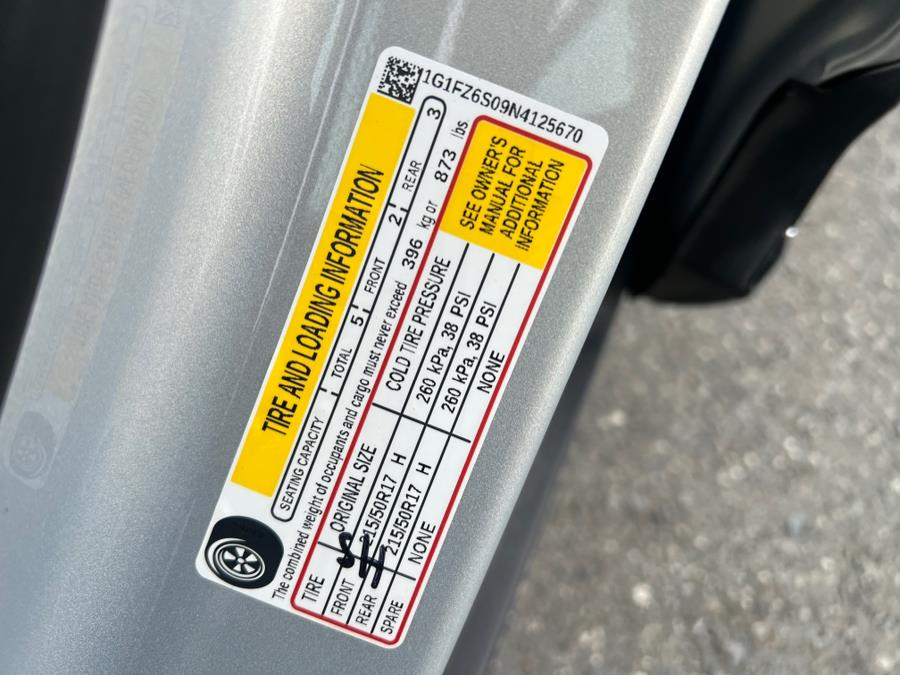 1G1FZ6S09N4125670
TIRE AND LOADING INFORMATION
SEATING CAPACITY TOTAL 5 FRONT 2 REAR 3
The combined weight of occupants and cargo must never exceed 396 kg or 873 lbs
TIRE ORIGINAL SIZE COLD TIRE PRESSURE
FRONT 215/50R17 H 260 kPa, 38 PSI
REAR 215/50R17 H 260 kPa, 38 PSI
SPARE NONE NONE
SEE OWNER'S
MANUAL FOR
ADDITIONAL
INFORMATION